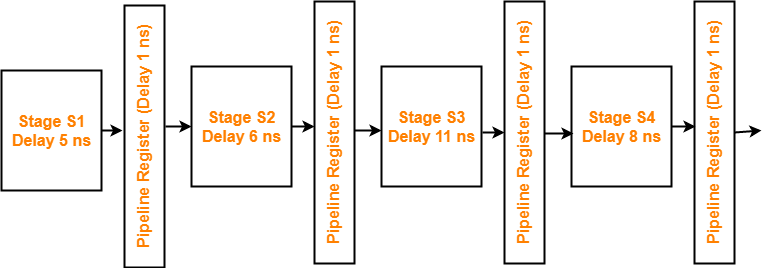 Stage S1
Delay 5 ns
Pipeline Register (Delay 1 ns)
Stage S2
Delay 6 ns
Pipeline Register (Delay 1 ns)
Stage S3
Delay 11 ns
Pipeline Register (Delay 1 ns)
Stage S4
Delay 8 ns
Pipeline Register (Delay 1 ns)